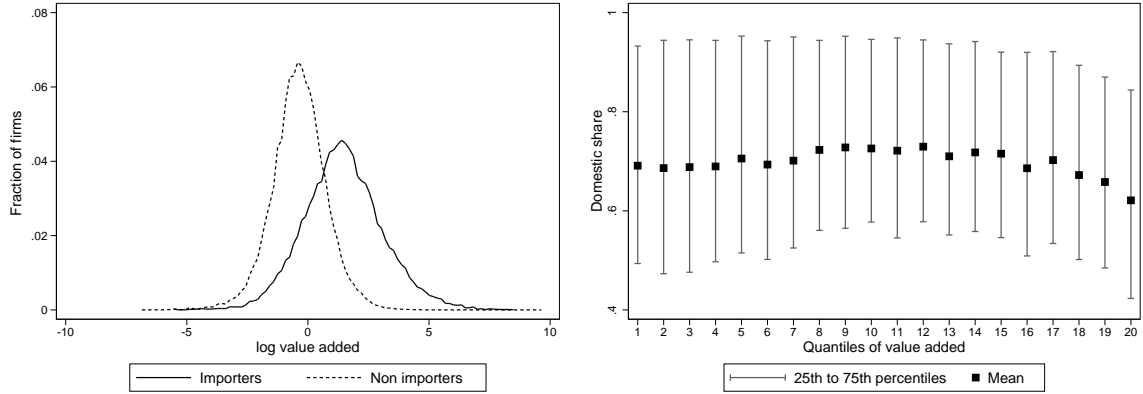 .08
.06
.04
.02
0
Fraction of firms
-10 -5 0 5 10
log value added
Importers Non importers
1
.8
.6
.4
Domestic share
1 2 3 4 5 6 7 8 9 10 11 12 13 14 15 16 17 18 19 20
Quantiles of value added
25th to 75th percentiles Mean